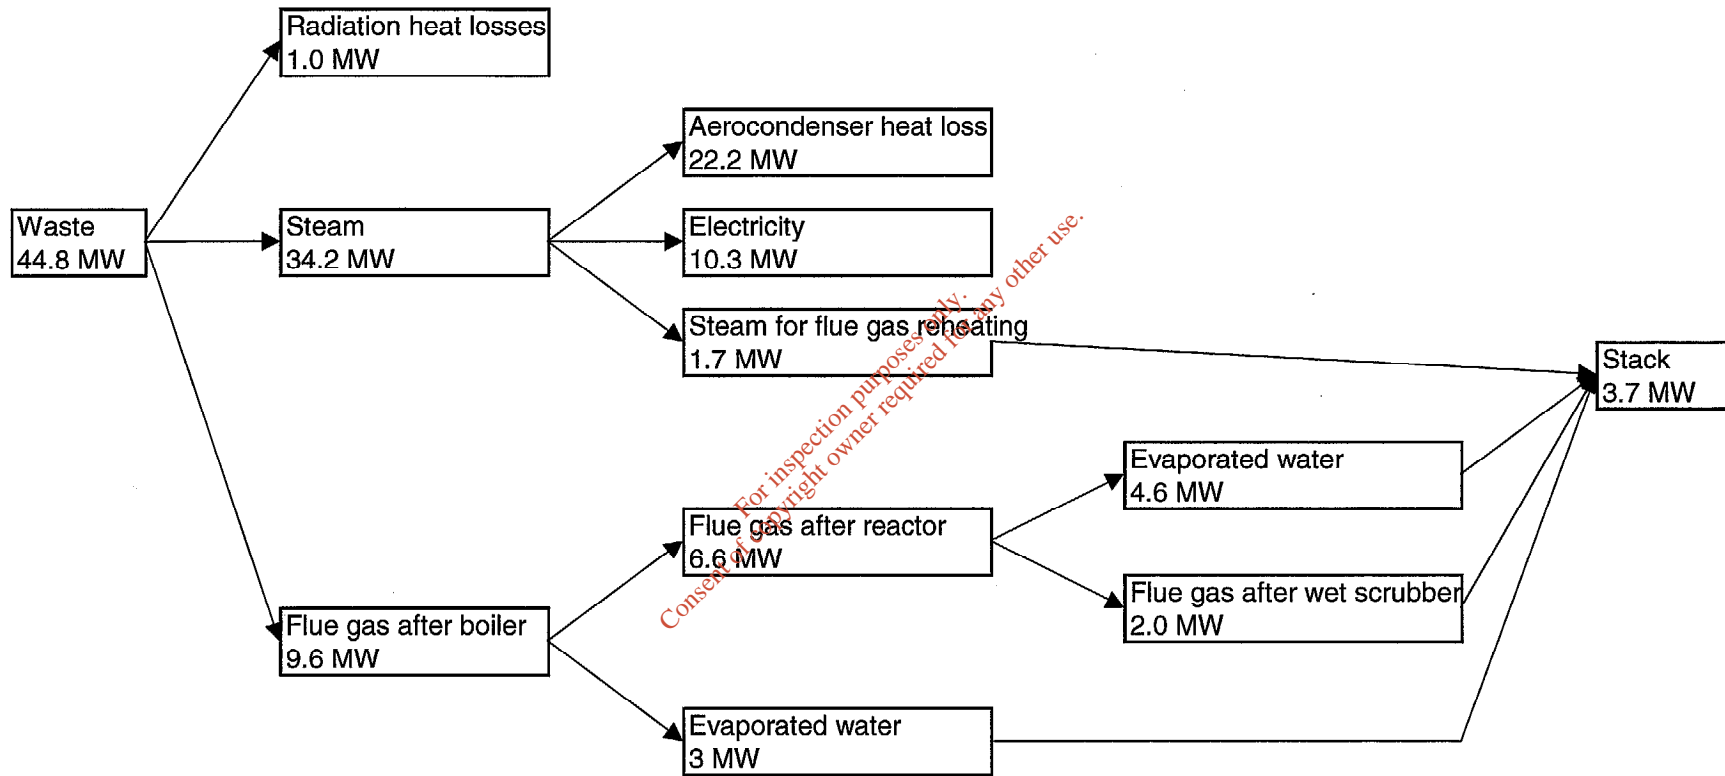 Radiation heat losses
1.0 MW
Aerocondenser heat loss
22.2 MW
Waste
44.8 MW
Steam
34.2 MW
Electricity
10.3 MW
Steam for flue gas reheating
1.7 MW
Stack
3.7 MW
Evaporated water
4.6 MW
Flue gas after reactor
6.6 MW
Flue gas after wet scrubber
2.0 MW
Flue gas after boiler
9.6 MW
Evaporated water
3 MW
For inspection purposes only.
Consent of copyright owner required for any other use.